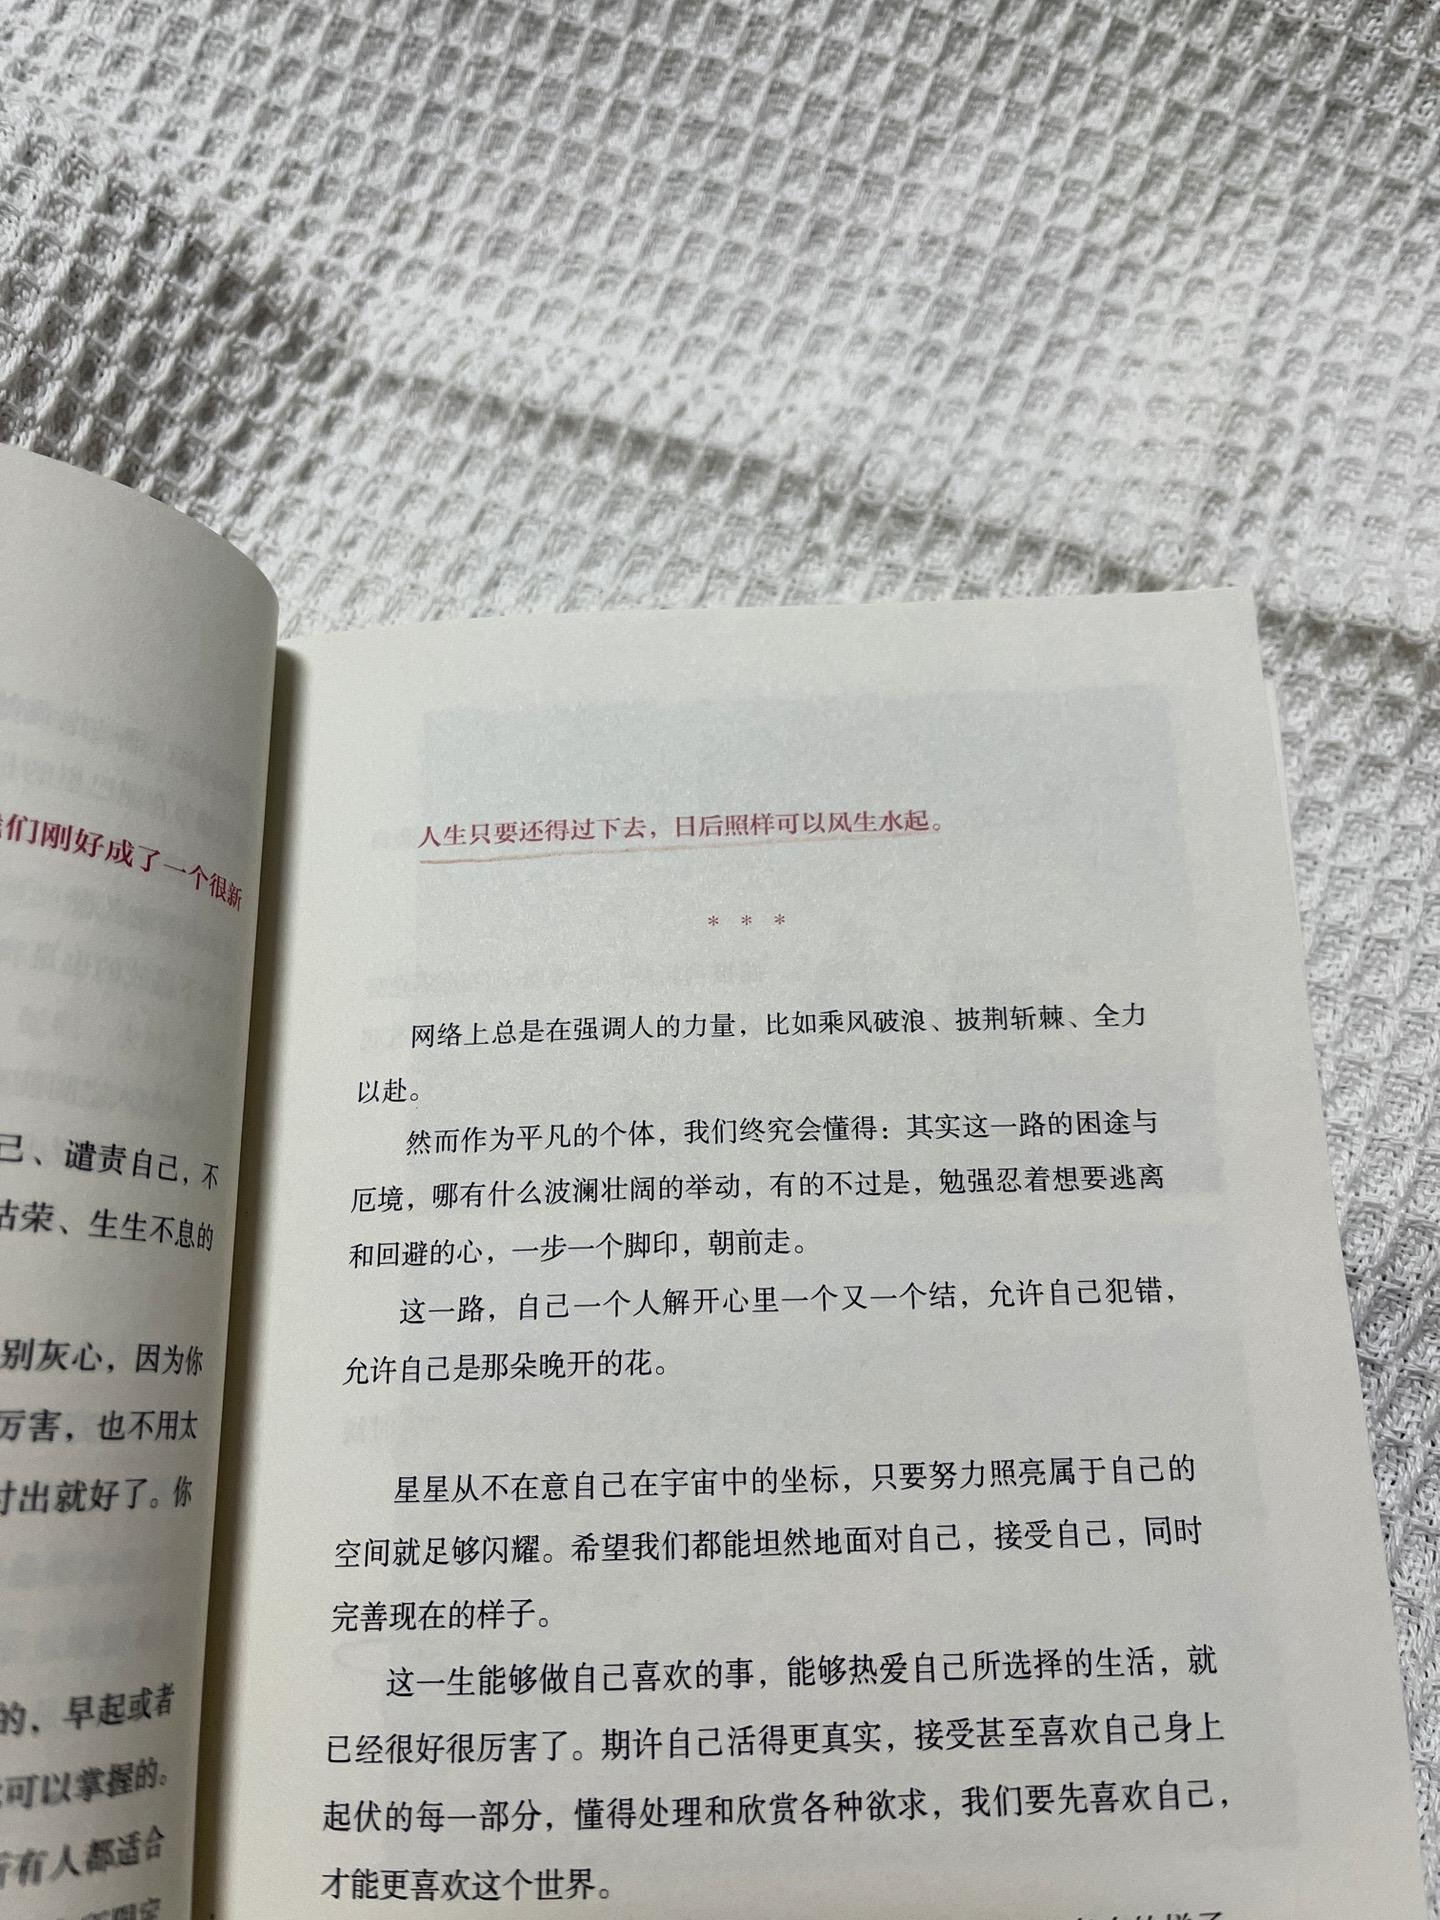 们刚好成了一个很新
己、谴责自己，不
荣、生生不息的
别灰心，因为你
厉害，也不用太
出就好了。你
的，早起或者
可以掌握的。
有人都适合
人生只要还得过下去，日后照样可以风生水起。
* * *
网络上总是在强调人的力量，比如乘风破浪、披荆斩棘、全力
以赴。
然而作为平凡的个体，我们终究会懂得：其实这一路的困途与
厄境，哪有什么波澜壮阔的举动，有的不过是，勉强忍着想要逃离
和回避的心，一步一个脚印，朝前走。
这一路，自己一个人解开心里一个又一个结，允许自己犯错，
允许自己是那朵晚开的花。
星星从不在意自己在宇宙中的坐标，只要努力照亮属于自己的
空间就足够闪耀。希望我们都能坦然地面对自己，接受自己，同时
完善现在的样子。
这一生能够做自己喜欢的事，能够热爱自己所选择的生活，就
已经很好很厉害了。期许自己活得更真实，接受甚至喜欢自己身上
起伏的每一部分，懂得处理和欣赏各种欲求，我们要先喜欢自己，
才能更喜欢这个世界。